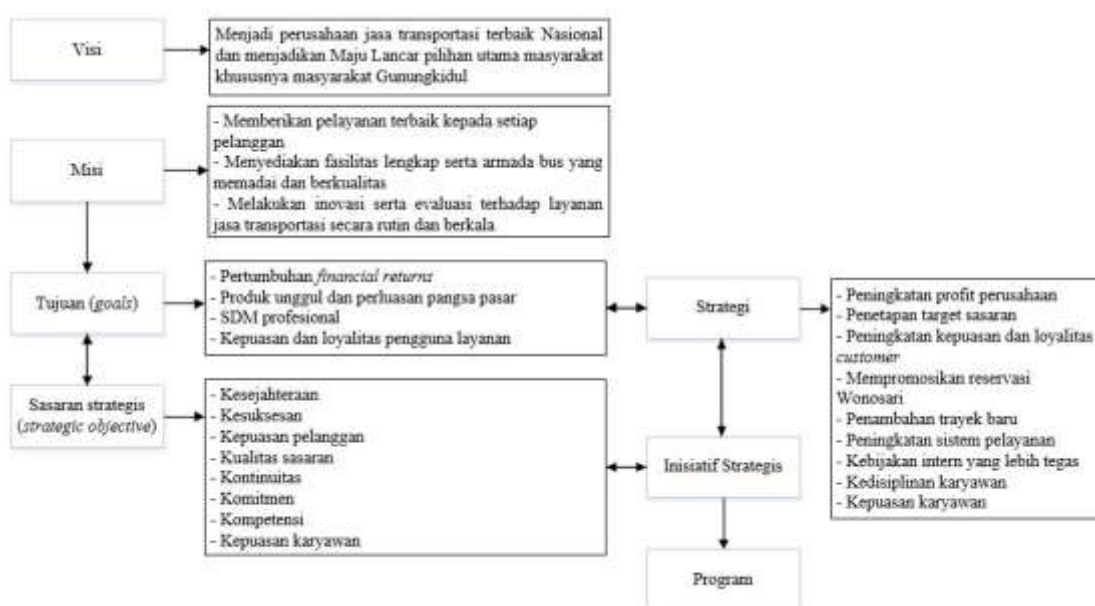 Visi
Menjadi perusahaan jasa transportasi terbaik Nasional
dan menjadikan Maju Lancar pilihan utama masyarakat
khususnya masyarakat Gunungkidul
Misi
- Memberikan pelayanan terbaik kepada setiap
pelanggan
- Menyediakan fasilitas lengkap serta armada bus yang
memadai dan berkualitas
- Melakukan inovasi serta evaluasi terhadap layanan
jasa transportasi secara rutin dan berkala
Tujuan (goals)
- Pertumbuhan financial returns
- Produk unggul dan perluasan pangsa pasar
- SDM profesional
- Kepuasan dan loyalitas pengguna layanan
Strategi
- Peningkatan profit perusahaan
- Penetapan target sasaran
- Peningkatan kepuasan dan loyalitas
customer
- Mempromosikan reservasi
Wonosari
- Penambahan trayek baru
- Peningkatan sistem pelayanan
- Kebijakan intern yang lebih tegas
- Kedisiplinan karyawan
- Kepuasan karyawan
Sasaran strategis
(strategic objective)
- Kesejahteraan
- Kesuksesan
- Kepuasan pelanggan
- Kualstas sasaran
- Kontinuitas
- Komitmen
- Kompetensi
- Kepuasan karyawan
Inisiatif Strategis
Program